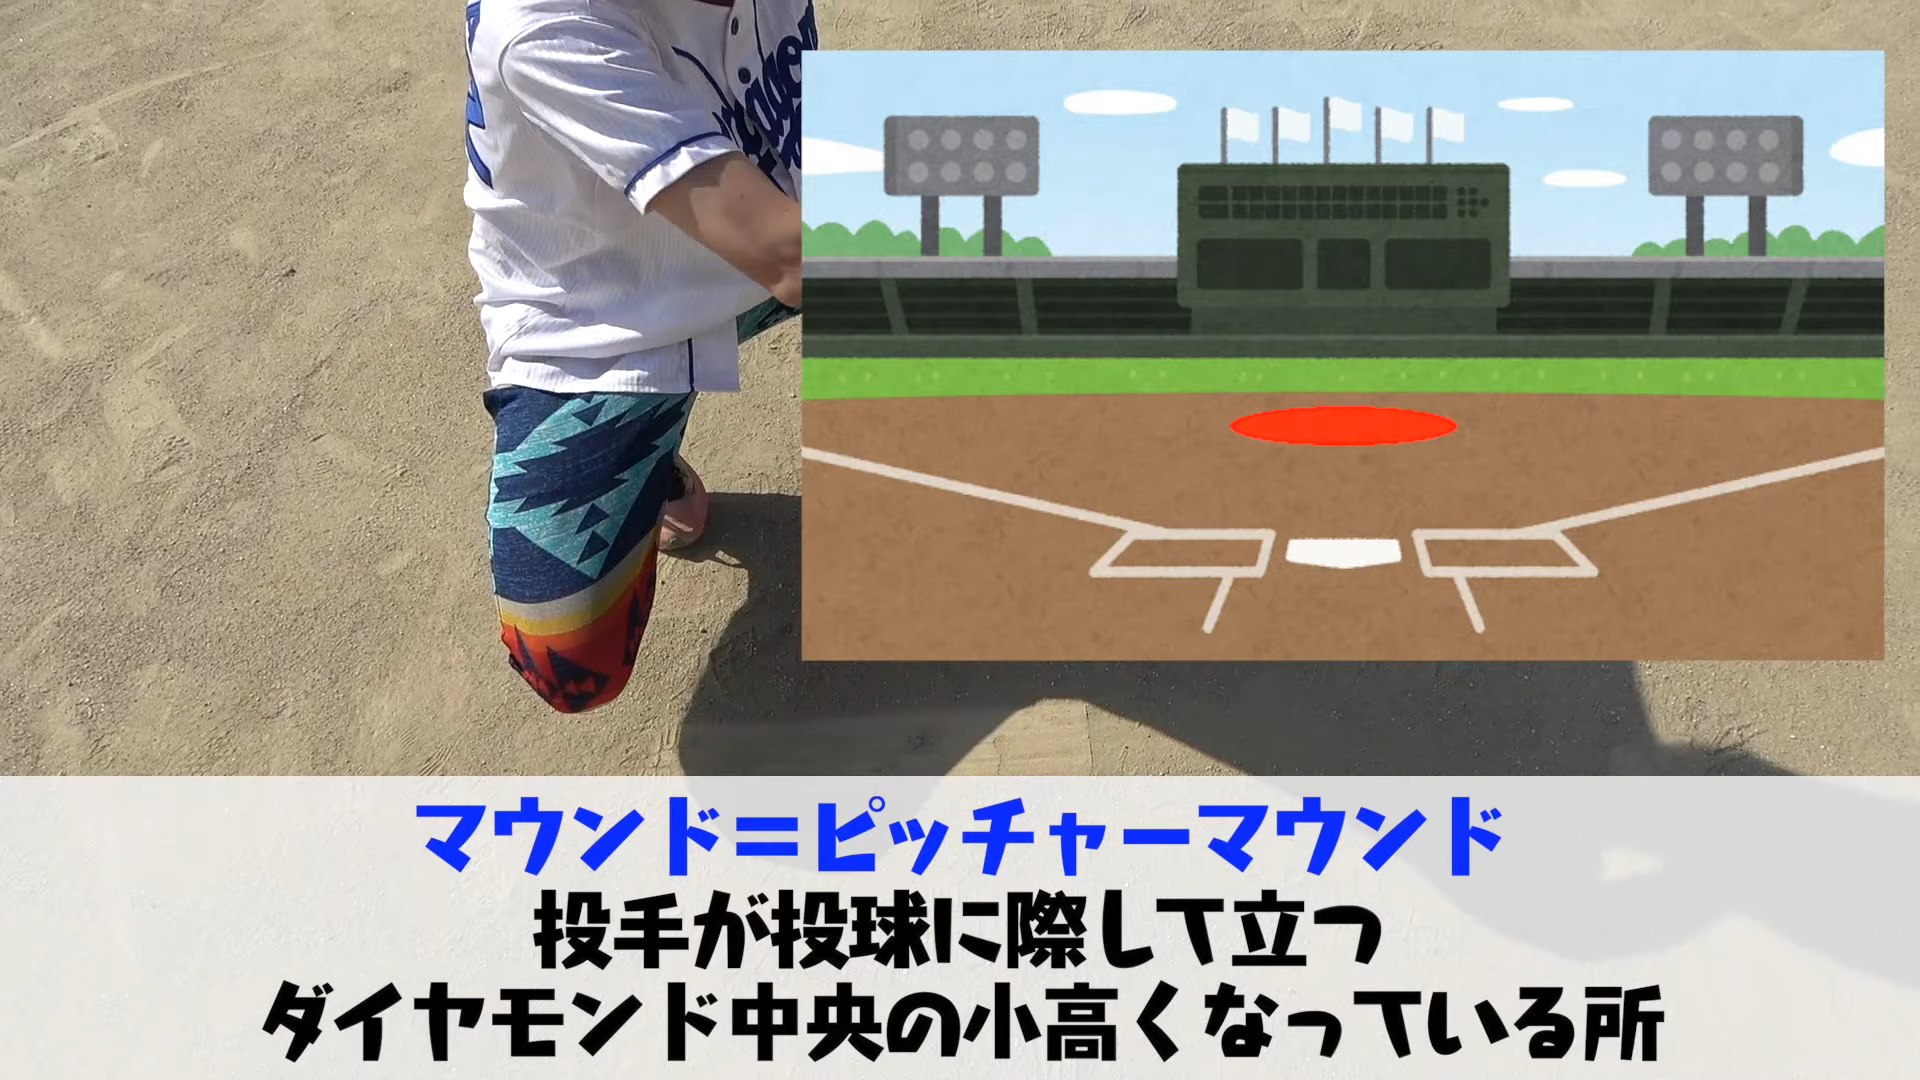 マウンド=ピッチャーマウンド
投手が投球に際して立つ
ダイヤモンド中央の小高くなっている所